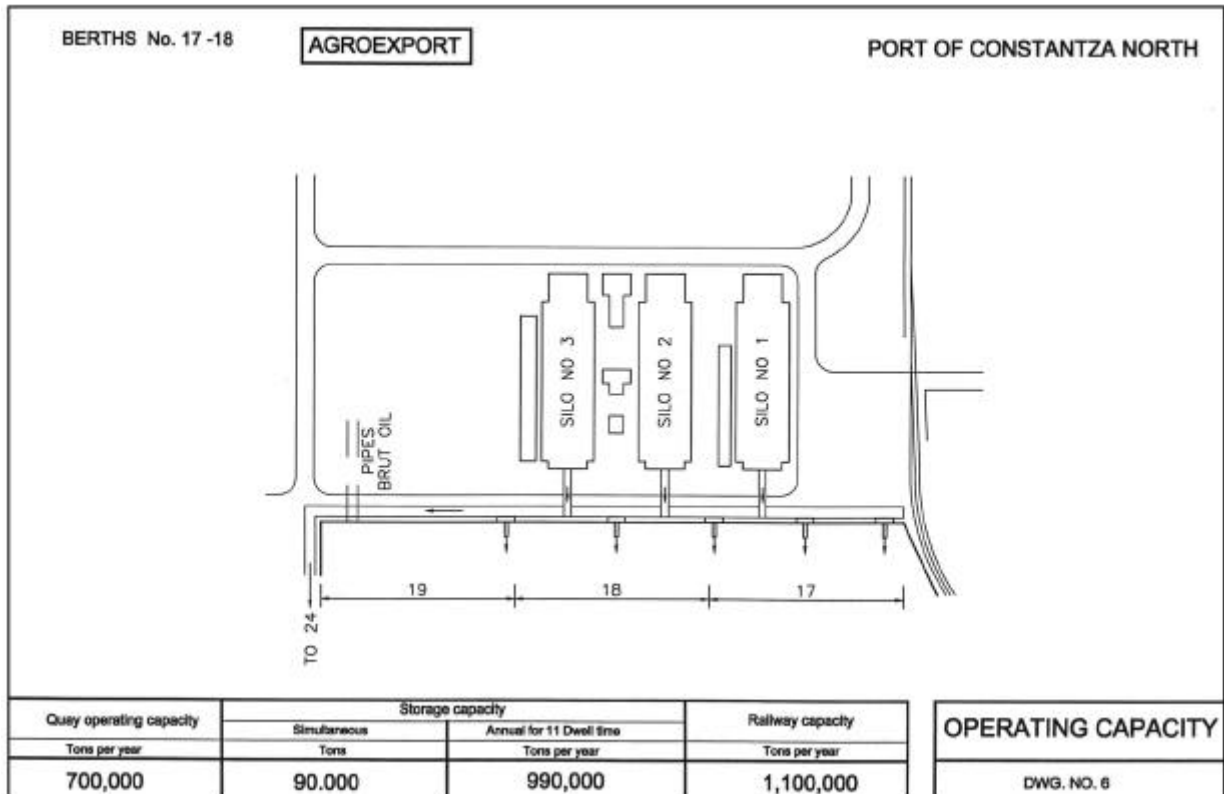 BERTHS No. 17 -18
AGROEXPORT
PORT OF CONSTANTZA NORTH
SILO NO 3
SILO NO 2
SILO NO 1
PIPES
BRUT OIL
19
18
17
TO 24
Quay operating capacity
Storage capacity
Railway capacity
Simultaneous
Annual for 11 Dwell time
Tons per year
Tons
Tons per year
Tons per year
700,000
90.000
990,000
1,100,000
OPERATING CAPACITY
DWG. NO. 6